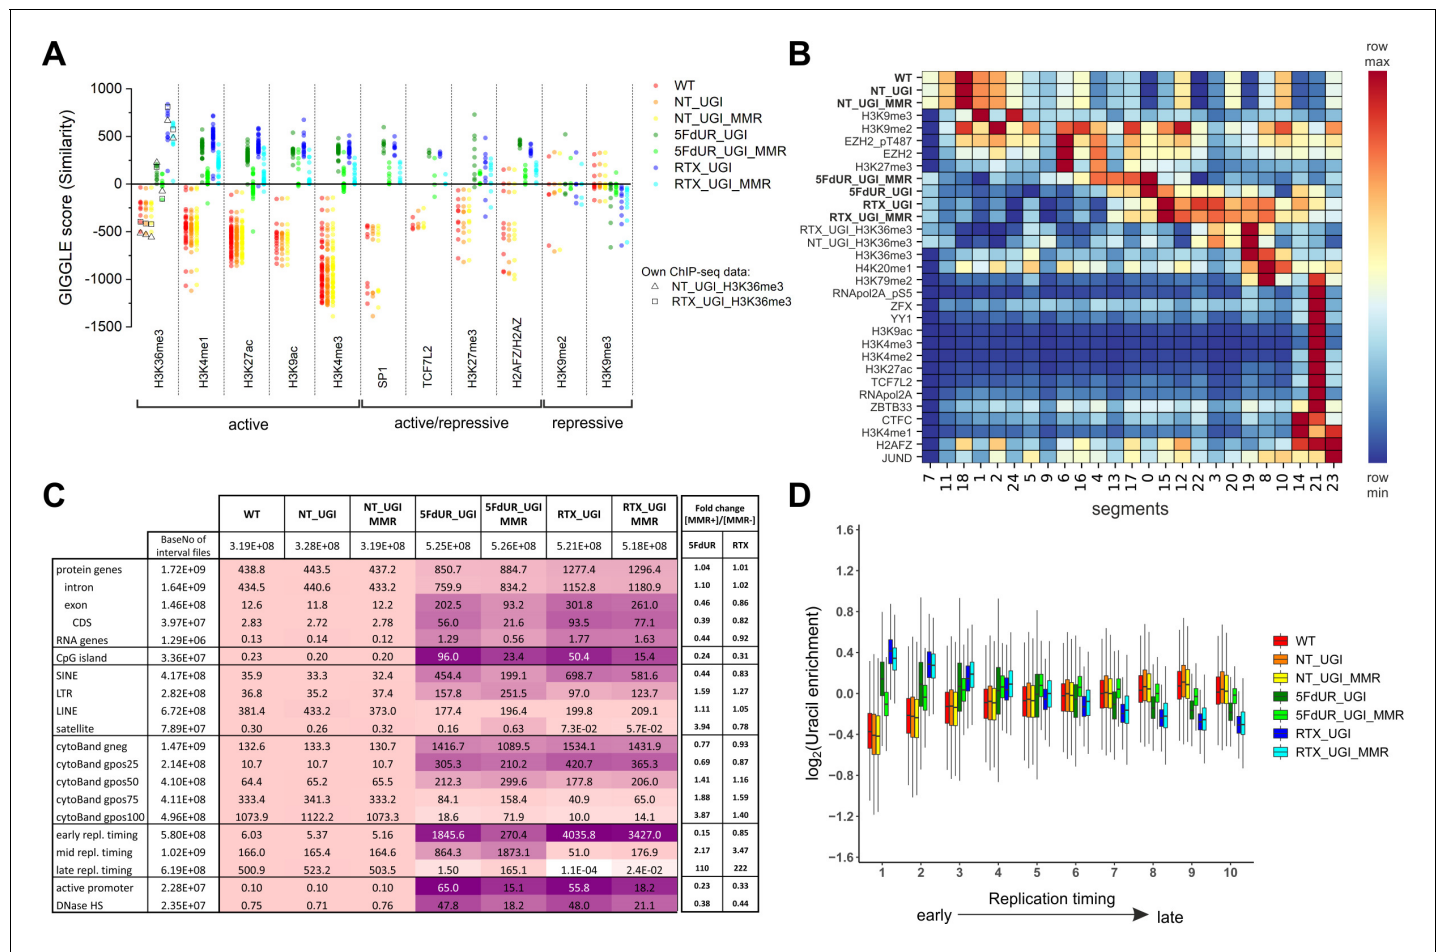 A
GIGGLE score (Similarity)
1000
500
0
-500
-1000
-1500
WT
NT_UGI
NT_UGI_MMR
5FdUR_UGI
5FdUR_UGI_MMR
RTX_UGI
RTX_UGI_MMR
Own ChIP-seq data:
NT_UGI_H3K36me3
RTX_UGI_H3K36me3
H3K36me3
H3K4me1
H3K27ac
H3K9ac
H3K4me3
SP1
TCF7L2
H3K27me3
H2AFZ/H2AZ
H3K9me2
H3K9me3
active
active/repressive
repressive
B
row
max
WT
NT_UGI
NT_UGI_MMR
H3K9me3
H3K9me2
EZH2_pT487
EZH2
H3K27me3
5FdUR_UGI_MMR
5FdUR_UGI
RTX_UGI
RTX_UGI_MMR
RTX_UGI_H3K36me3
NT_UGI_H3K36me3
H3K36me3
H4K20me1
H3K79me2
RNApol2A_pS5
ZFX
YY1
H3K9ac
H3K4me3
H3K4me2
H3K27ac
TCF7L2
RNApol2A
ZBTB33
CTFC
H3K4me1
H2AFZ
JUND
7 11 18 1 2 24 5 9 6 16 4 13 17 0 15 12 22 3 20 19 8 10 14 21 23
segments
row
min
C
WT NT_UGI NT_UGI MMR 5FdUR_UGI 5FdUR_UGI MMR RTX_UGI RTX_UGI MMR Fold change [MMR+]/[MMR-]
BaseNo of interval files 3.19E+08 3.28E+08 3.19E+08 5.25E+08 5.26E+08 5.21E+08 5.18E+08 5FdUR RTX
protein genes 1.72E+09 438.8 443.5 437.2 850.7 884.7 1277.4 1296.4 1.04 1.01
intron 1.64E+09 434.5 440.6 433.2 759.9 834.2 1152.8 1180.9 1.10 1.02
exon 1.46E+08 12.6 11.8 12.2 202.5 93.2 301.8 261.0 0.46 0.86
CDS 3.97E+07 2.83 2.72 2.78 56.0 21.6 93.5 77.1 0.39 0.82
RNA genes 1.29E+06 0.13 0.14 0.12 1.29 0.56 1.77 1.63 0.44 0.92
CpG island 3.36E+07 0.23 0.20 0.20 96.0 23.4 50.4 15.4 0.24 0.31
SINE 4.17E+08 35.9 33.3 32.4 454.4 199.1 698.7 581.6 0.44 0.83
LTR 2.82E+08 36.8 35.2 37.4 157.8 251.5 97.0 123.7 1.59 1.27
LINE 6.72E+08 381.4 433.2 373.0 177.4 196.4 199.8 209.1 1.11 1.05
satellite 7.89E+07 0.30 0.26 0.32 0.16 0.63 7.3E-02 5.7E-02 3.94 0.78
cytoBand gneg 1.47E+09 132.6 133.3 130.7 1416.7 1089.5 1534.1 1431.9 0.77 0.93
cytoBand gpos25 2.14E+08 10.7 10.7 10.7 305.3 210.2 420.7 365.3 0.69 0.87
cytoBand gpos50 4.10E+08 64.4 65.2 65.5 212.3 299.6 177.8 206.0 1.41 1.16
cytoBand gpos75 4.11E+08 333.4 341.3 333.2 84.1 158.4 40.9 65.0 1.88 1.59
cytoBand gpos100 4.96E+08 1073.9 1122.2 1073.3 18.6 71.9 10.0 14.1 3.87 1.40
early repl. timing 5.80E+08 6.03 5.37 5.16 1845.6 270.4 4035.8 3427.0 0.15 0.85
mid repl. timing 1.02E+09 166.0 165.4 164.6 864.3 1873.1 51.0 176.9 2.17 3.47
late repl. timing 6.19E+08 500.9 523.2 503.5 1.50 165.1 1.1E-04 2.4E-02 110 222
active promoter 2.28E+07 0.10 0.10 0.10 65.0 15.1 55.8 18.2 0.23 0.33
DNase HS 2.35E+07 0.75 0.71 0.76 47.8 18.2 48.0 21.1 0.38 0.44
D
log2(Uracil enrichment)
1.6
1.2
0.8
0.4
0.0
−0.4
−0.8
−1.2
−1.6
1 2 3 4 5 6 7 8 9 10
Replication timing
early late
WT
NT_UGI
NT_UGI_MMR
5FdUR_UGI
5FdUR_UGI_MMR
RTX_UGI
RTX_UGI_MMR